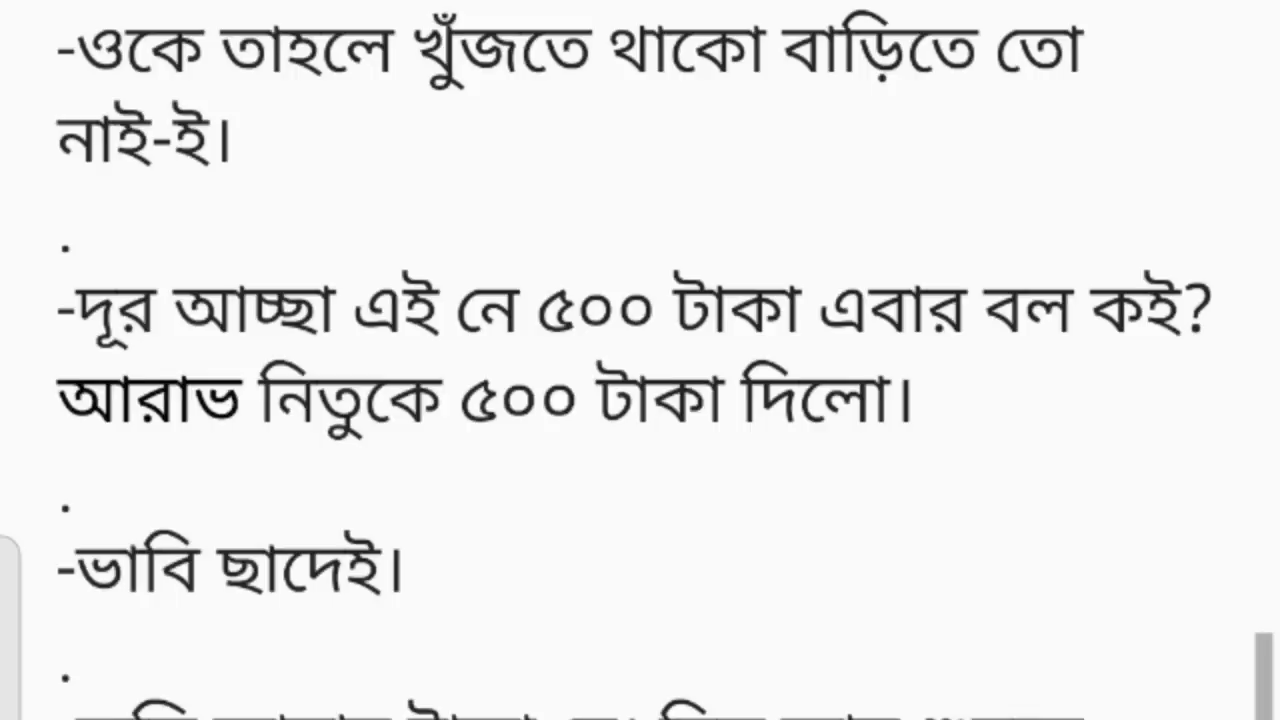 -ওকে তাহলে খুঁজতে থাকো বাড়িতে তো
নাই-ই।
.
-দূর আচ্ছা এই নে ৫০০ টাকা এবার বল কই?
আরাভ নিতুকে ৫০০ টাকা দিলো।
.
-ভাবি ছাদেই।
.